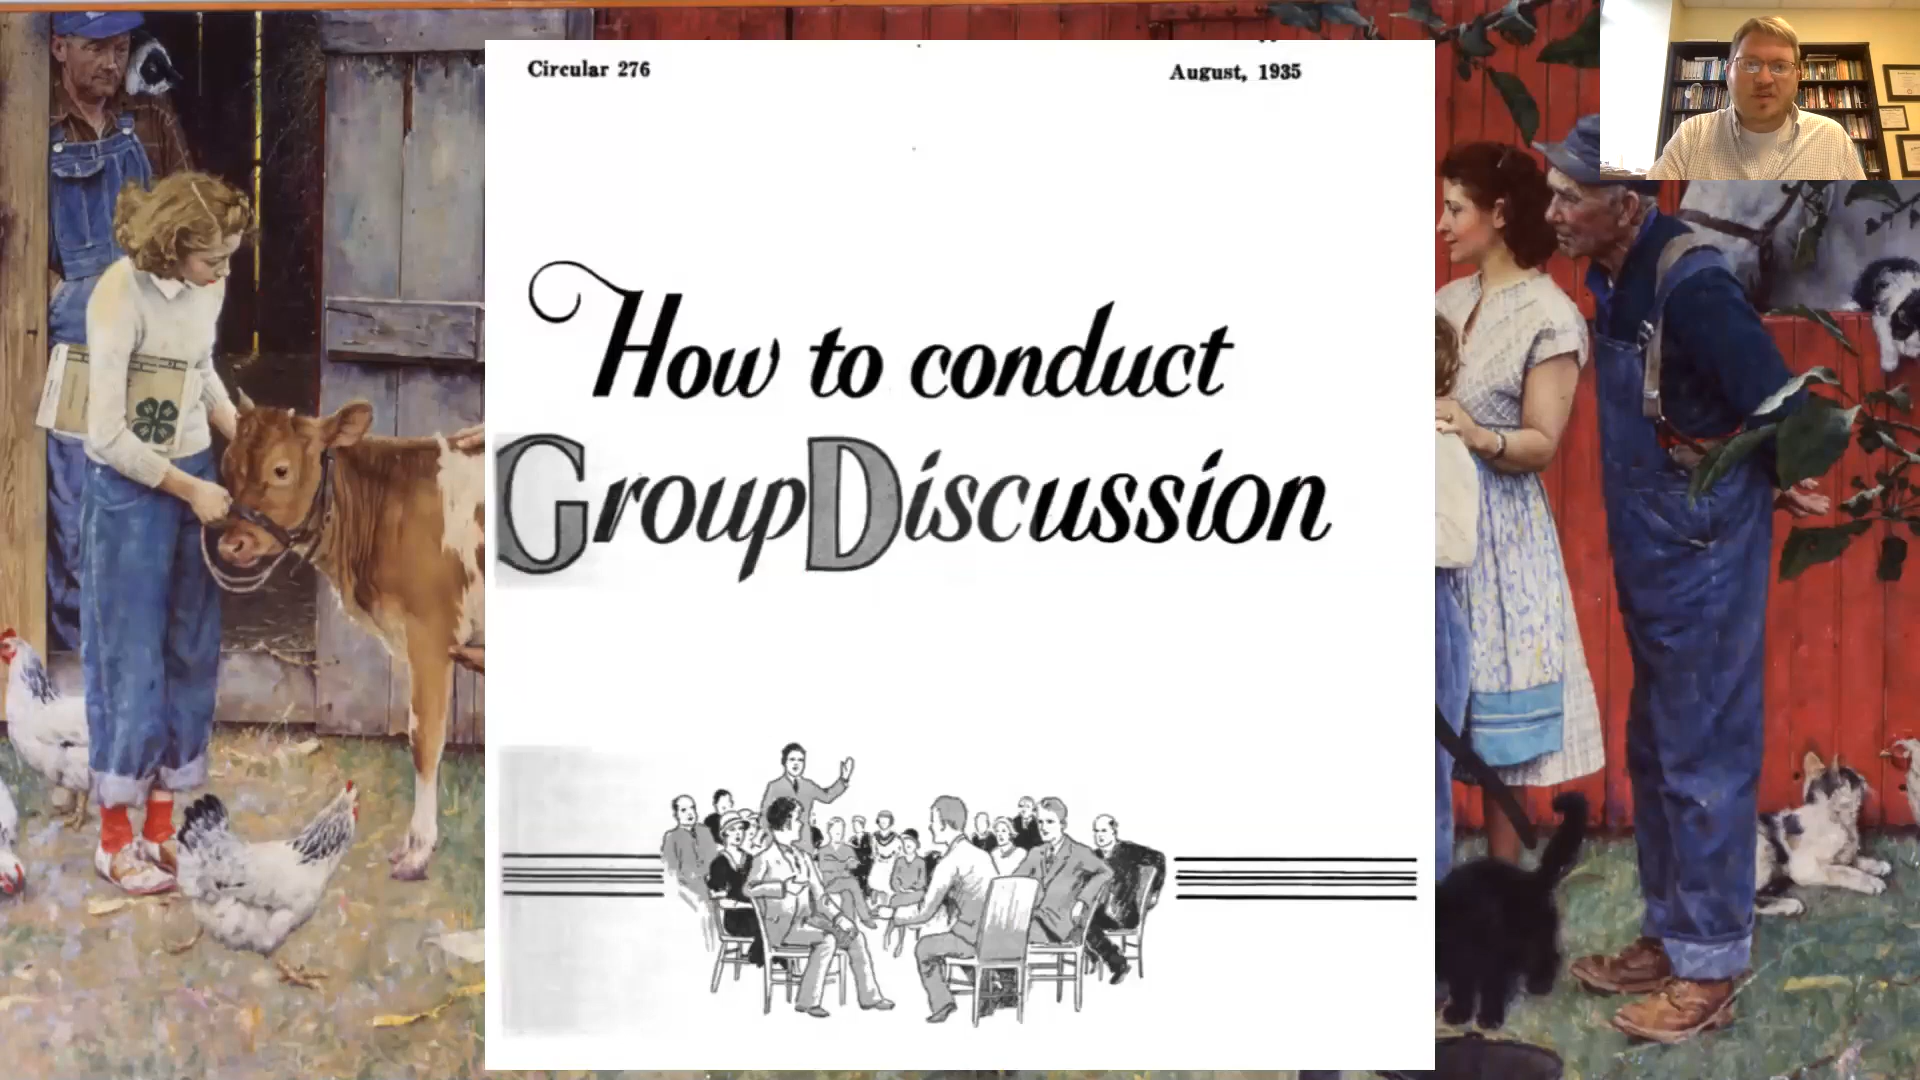 Circular 276
August, 1935
How to conduct
Group Discussion